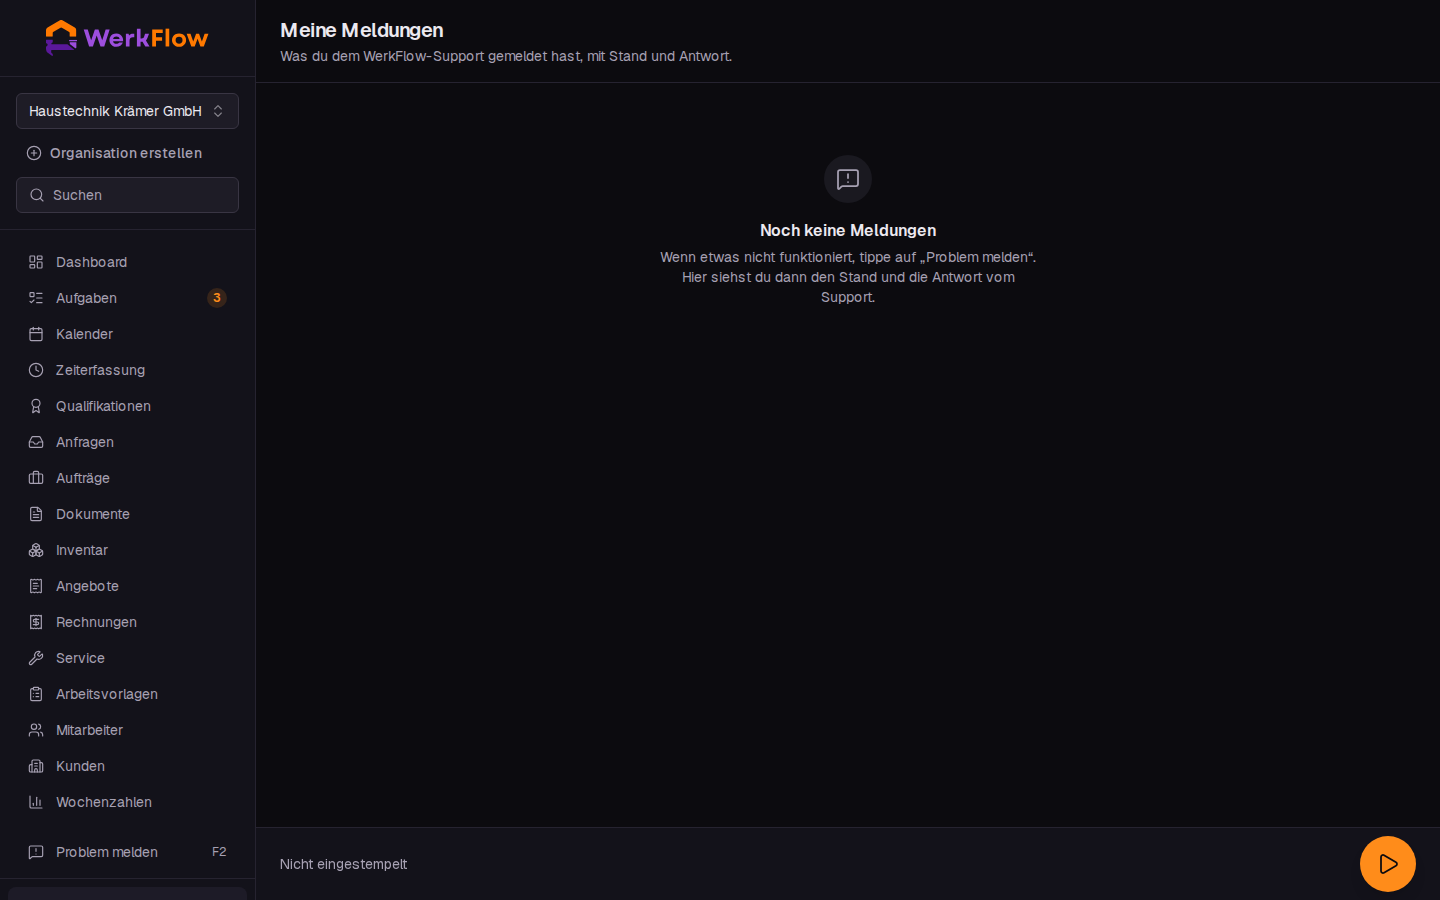 WerkFlow
Haustechnik Krämer GmbH
Organisation erstellen
Suchen
Dashboard
Aufgaben 3
Kalender
Zeiterfassung
Qualifikationen
Anfragen
Aufträge
Dokumente
Inventar
Angebote
Rechnungen
Service
Arbeitsvorlagen
Mitarbeiter
Kunden
Wochenzahlen
Problem melden F2
Meine Meldungen
Was du dem WerkFlow-Support gemeldet hast, mit Stand und Antwort.
Noch keine Meldungen
Wenn etwas nicht funktioniert, tippe auf „Problem melden“.
Hier siehst du dann den Stand und die Antwort vom
Support.
Nicht eingestempelt